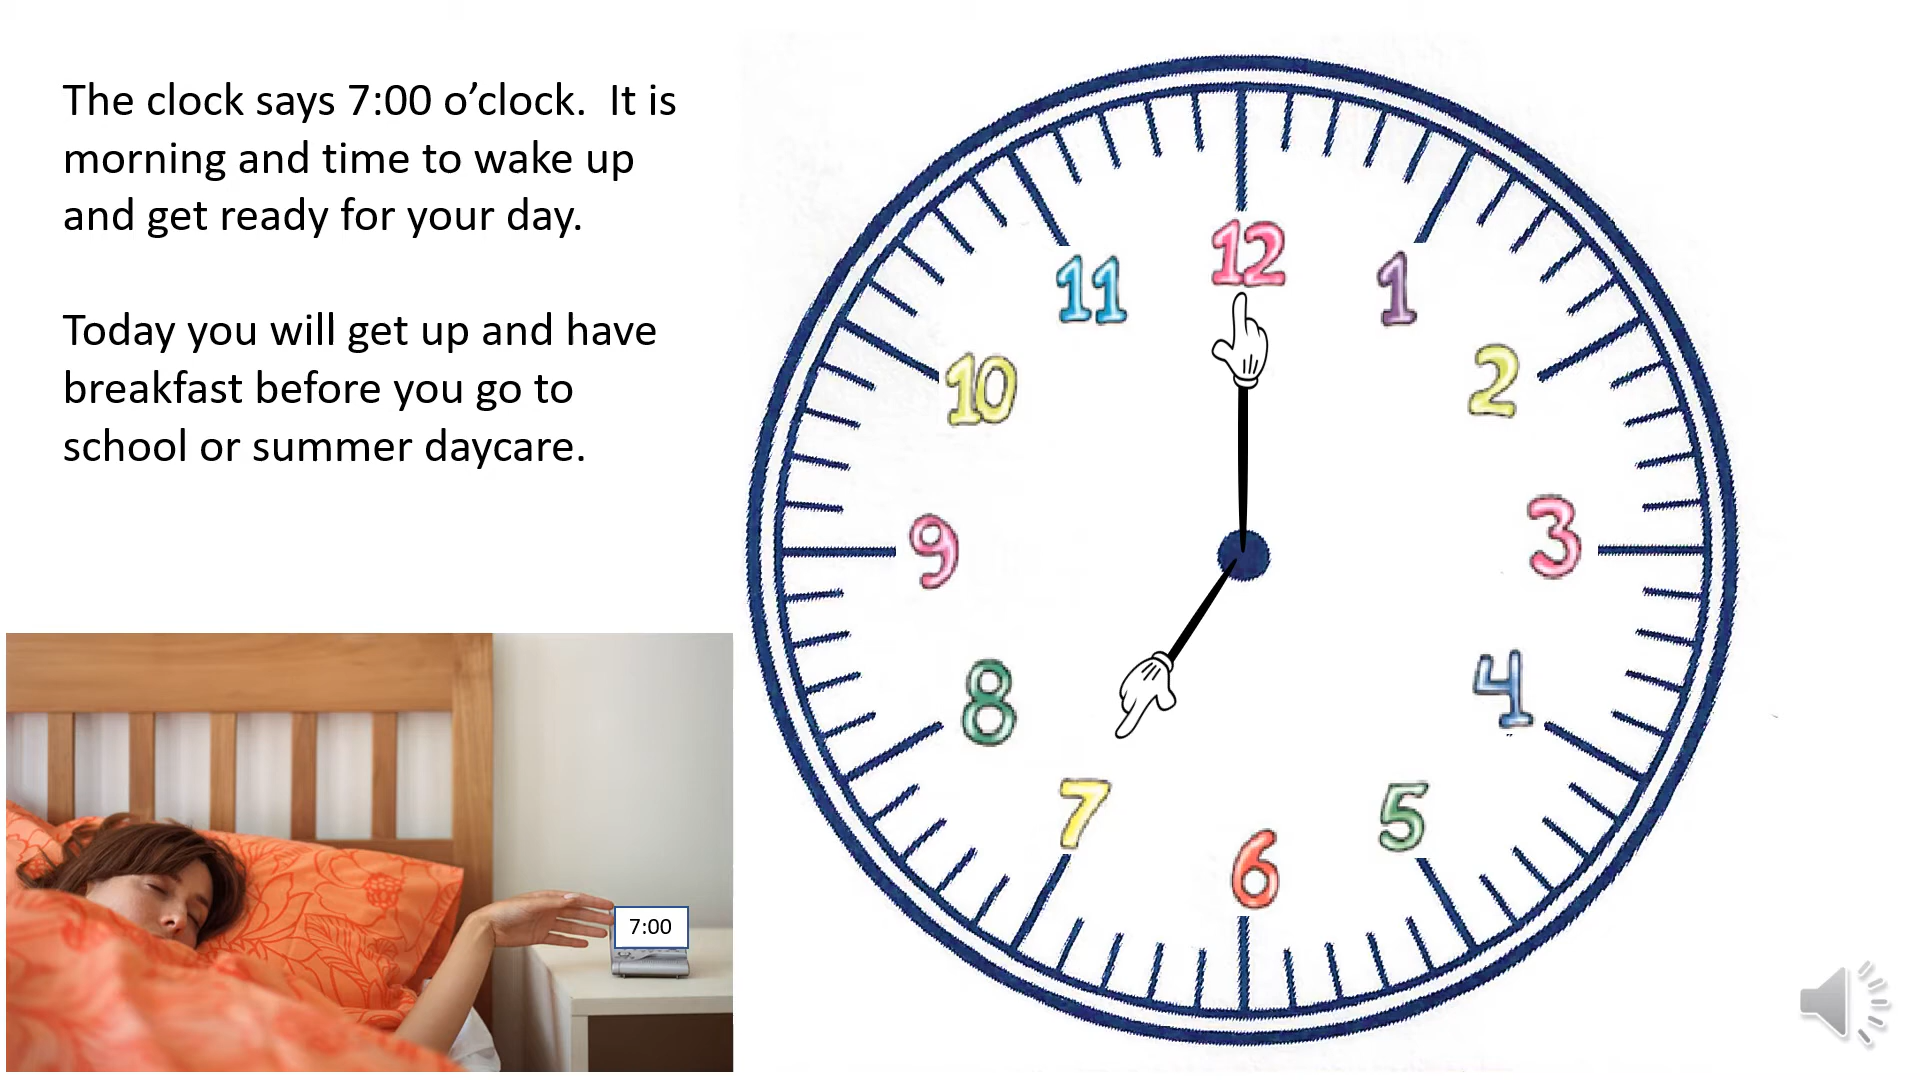 The clock says 7:00 o’clock.  It is
morning and time to wake up
and get ready for your day.
Today you will get up and have
breakfast before you go to
school or summer daycare.
12
11
1
10
2
9
3
8
4
7
5
6
7:00